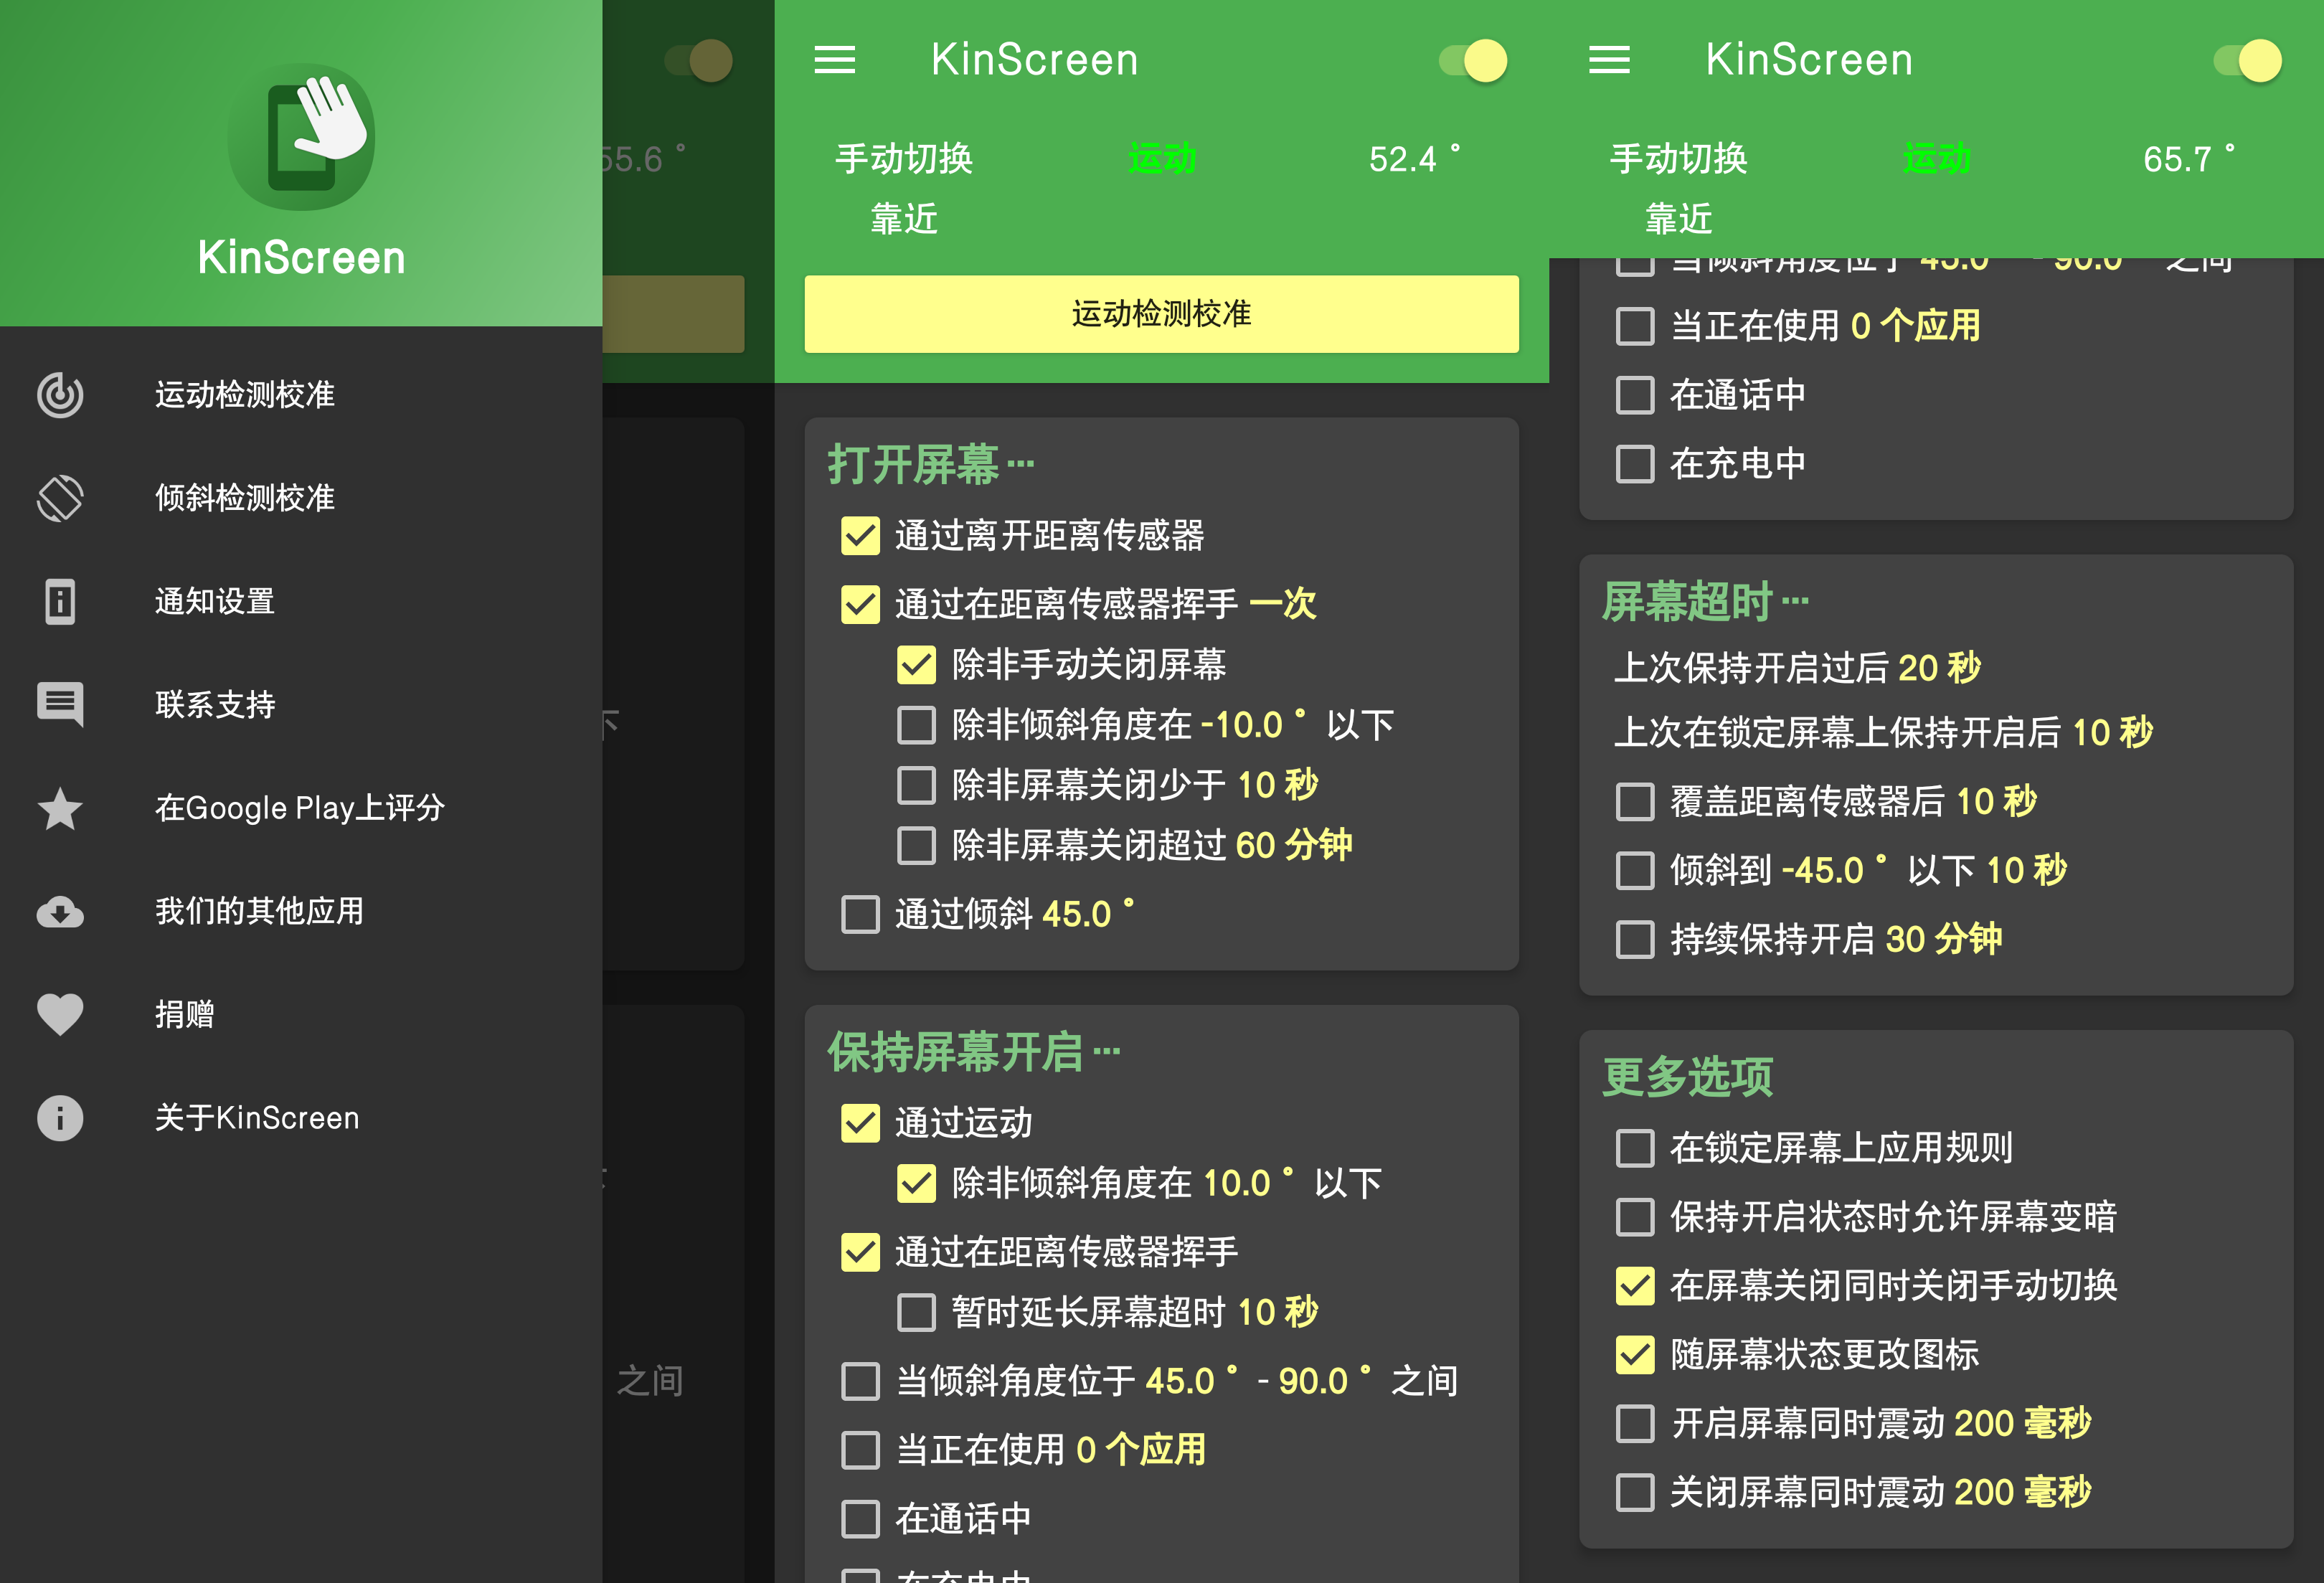 KinScreen
运动检测校准
倾斜检测校准
通知设置
联系支持
在Google Play上评分
我们的其他应用
捐赠
关于KinScreen
55.6 °
下
之间
KinScreen
手动切换 运动 52.4 °
靠近
运动检测校准
打开屏幕…
通过离开距离传感器
通过在距离传感器挥手 一次
除非手动关闭屏幕
除非倾斜角度在 -10.0 ° 以下
除非屏幕关闭少于 10 秒
除非屏幕关闭超过 60 分钟
通过倾斜 45.0 °
保持屏幕开启…
通过运动
除非倾斜角度在 10.0 ° 以下
通过在距离传感器挥手
暂时延长屏幕超时 10 秒
当倾斜角度位于 45.0 ° - 90.0 ° 之间
当正在使用 0 个应用
在通话中
在充电中
KinScreen
手动切换 运动 65.7 °
靠近
当倾斜角度位于 45.0 ° - 90.0 ° 之间
当正在使用 0 个应用
在通话中
在充电中
屏幕超时…
上次保持开启过后 20 秒
上次在锁定屏幕上保持开启后 10 秒
覆盖距离传感器后 10 秒
倾斜到 -45.0 ° 以下 10 秒
持续保持开启 30 分钟
更多选项
在锁定屏幕上应用规则
保持开启状态时允许屏幕变暗
在屏幕关闭同时关闭手动切换
随屏幕状态更改图标
开启屏幕同时震动 200 毫秒
关闭屏幕同时震动 200 毫秒